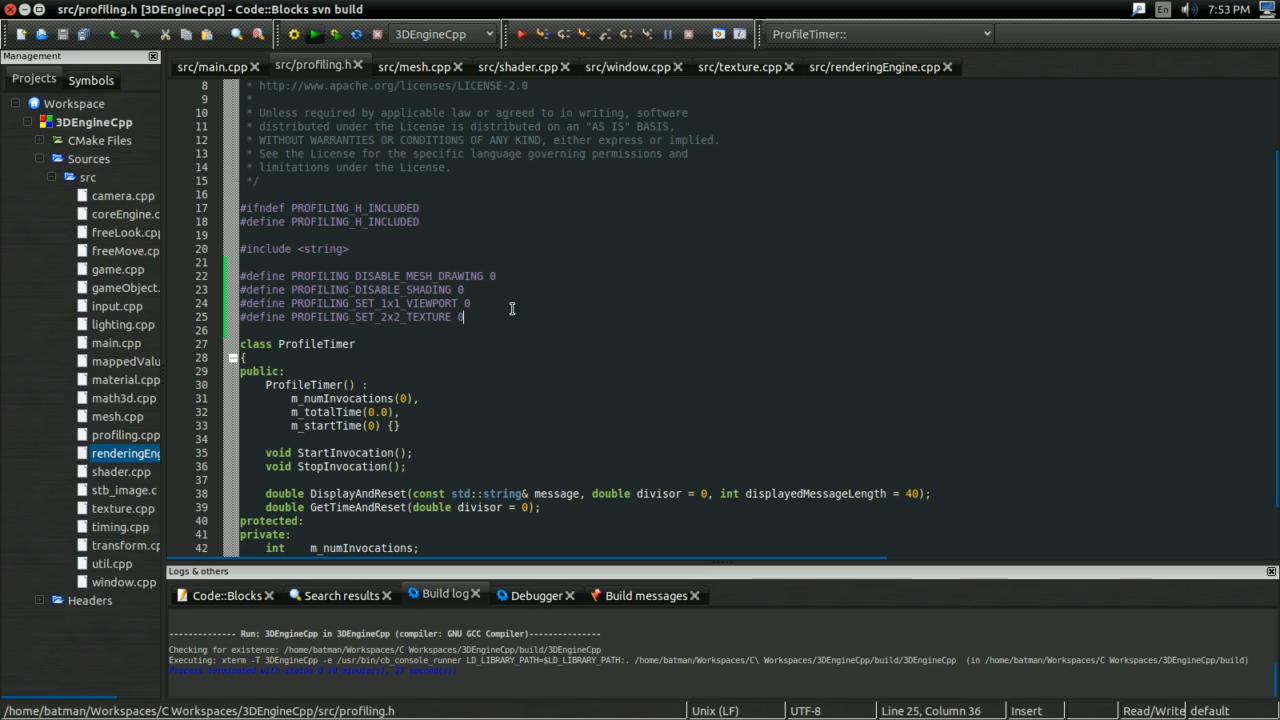 src/profiling.h [3DEngineCpp] - Code::Blocks svn build
En
7:53 PM
3DEngineCpp
ProfileTimer::
Management
Projects
Symbols
Workspace
3DEngineCpp
CMake Files
Sources
src
camera.cpp
coreEngine.c
freeLook.cpp
freeMove.cp
game.cpp
gameObject.
input.cpp
lighting.cpp
main.cpp
mappedValu
material.cpp
math3d.cpp
mesh.cpp
profiling.cpp
renderingEng
shader.cpp
stb_image.c
texture.cpp
timing.cpp
transform.cp
util.cpp
window.cpp
Headers
src/main.cpp
src/profiling.h
src/mesh.cpp
src/shader.cpp
src/window.cpp
src/texture.cpp
src/renderingEngine.cpp
8 * http://www.apache.org/licenses/LICENSE-2.0
9 *
10 * Unless required by applicable law or agreed to in writing, software
11 * distributed under the License is distributed on an "AS IS" BASIS,
12 * WITHOUT WARRANTIES OR CONDITIONS OF ANY KIND, either express or implied.
13 * See the License for the specific language governing permissions and
14 * limitations under the License.
15 */
16
17 #ifndef PROFILING_H_INCLUDED
18 #define PROFILING_H_INCLUDED
19
20 #include <string>
21
22 #define PROFILING_DISABLE_MESH_DRAWING 0
23 #define PROFILING_DISABLE_SHADING 0
24 #define PROFILING_SET_1x1_VIEWPORT 0
25 #define PROFILING_SET_2x2_TEXTURE 0
26
27 class ProfileTimer
28 {
29 public:
30 ProfileTimer() :
31 m_numInvocations(0),
32 m_totalTime(0.0),
33 m_startTime(0) {}
34
35 void StartInvocation();
36 void StopInvocation();
37
38 double DisplayAndReset(const std::string& message, double divisor = 0, int displayedMessageLength = 40);
39 double GetTimeAndReset(double divisor = 0);
40 protected:
41 private:
42 int m_numInvocations;
Logs & others
Code::Blocks
Search results
Build log
Debugger
Build messages
-------------- Run: 3DEngineCpp in 3DEngineCpp (compiler: GNU GCC Compiler)---------------
Checking for existence: /home/batman/Workspaces/C Workspaces/3DEngineCpp/build/3DEngineCpp
Executing: xterm -T 3DEngineCpp -e /usr/bin/cb_console_runner LD_LIBRARY_PATH=$LD_LIBRARY_PATH:. /home/batman/Workspaces/C\ Workspaces/3DEngineCpp/build/3DEngineCpp (in /home/batman/Workspaces/C Workspaces/3DEngineCpp/build)
Process terminated with status 0 (0 minute(s), 27 second(s))
/home/batman/Workspaces/C Workspaces/3DEngineCpp/src/profiling.h
Unix (LF)
UTF-8
Line 25, Column 36
Insert
Read/Write
default